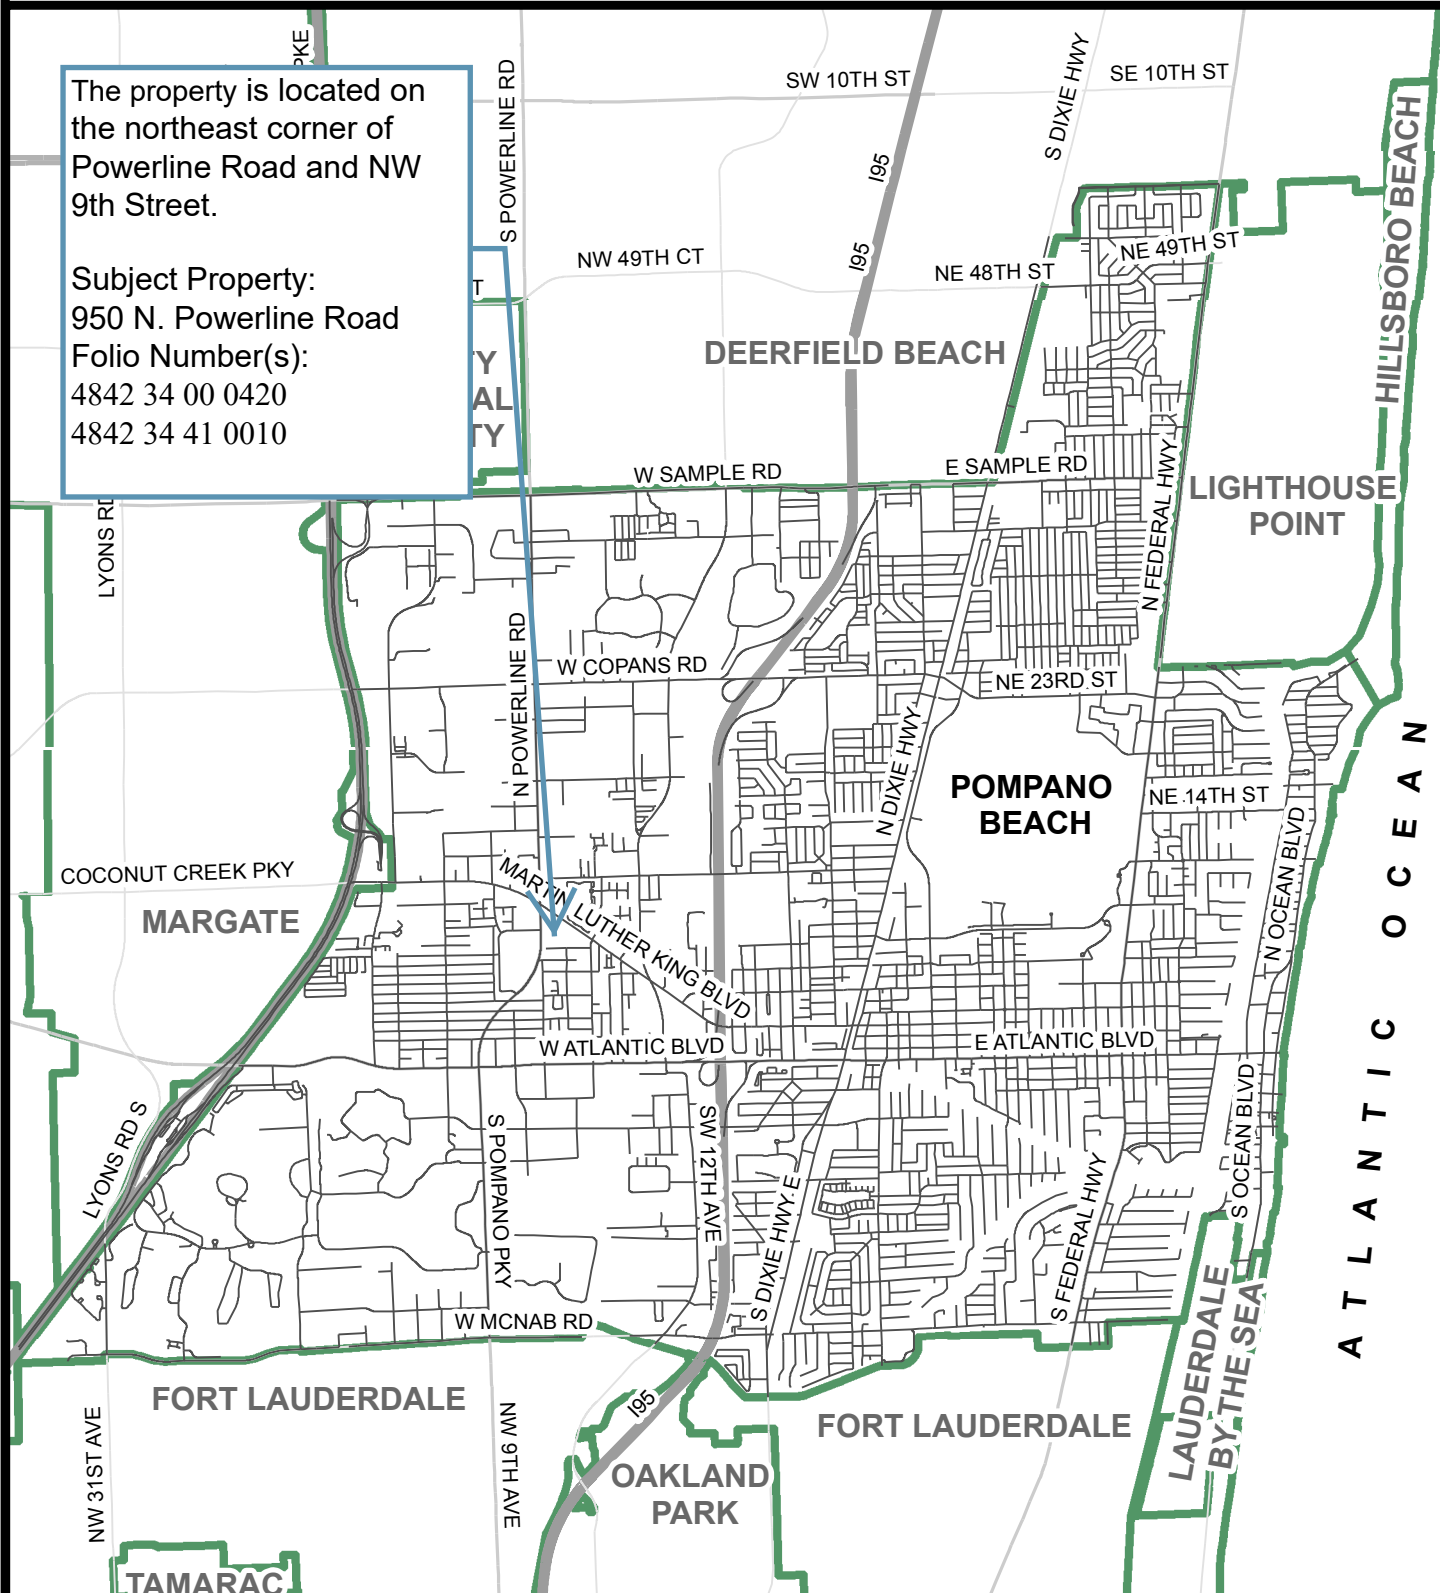 PKE
The property is located on
the northeast corner of
Powerline Road and NW
9th Street.
Subject Property:
950 N. Powerline Road
Folio Number(s):
4842 34 00 0420
4842 34 41 0010
S POWERLINE RD
SW 10TH ST
S DIXIE HWY
SE 10TH ST
I95
I95
HILLSBORO BEACH
NW 49TH CT
NE 48TH ST
NE 49TH ST
T
TY
AL
TY
DEERFIELD BEACH
W SAMPLE RD
E SAMPLE RD
N FEDERAL HWY
LIGHTHOUSE
POINT
LYONS RD
N POWERLINE RD
W COPANS RD
NE 23RD ST
N DIXIE HWY
POMPANO
BEACH
NE 14TH ST
N OCEAN BLVD
ATLANTIC OCEAN
COCONUT CREEK PKY
MARGATE
MARTIN LUTHER KING BLVD
W ATLANTIC BLVD
E ATLANTIC BLVD
LYONS RD S
S POMPANO PKY
SW 12TH AVE
S DIXIE HWY E
S FEDERAL HWY
S OCEAN BLVD
W MCNAB RD
FORT LAUDERDALE
FORT LAUDERDALE
LAUDERDALE
BY THE SEA
NW 31ST AVE
NW 9TH AVE
I95
OAKLAND
PARK
TAMARAC